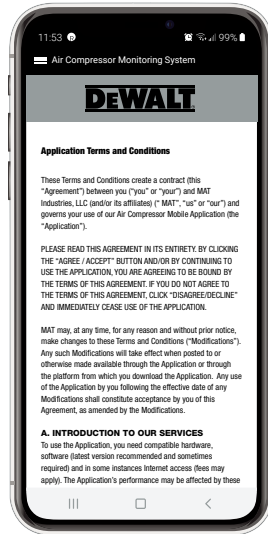 11:53
99%
Air Compressor Monitoring System
DEWALT
Application Terms and Conditions
These Terms and Conditions create a contract (this
“Agreement”) between you (“you” or “your”) and MAT
Industries, LLC (and/or its affiliates) (“ MAT”, “us” or “our”) and
governs your use of our Air Compressor Mobile Application (the
“Application”).
PLEASE READ THIS AGREEMENT IN ITS ENTIRETY. BY CLICKING
THE “AGREE / ACCEPT” BUTTON AND/OR BY CONTINUING TO
USE THE APPLICATION, YOU ARE AGREEING TO BE BOUND BY
THE TERMS OF THIS AGREEMENT. IF YOU DO NOT AGREE TO
THE TERMS OF THIS AGREEMENT, CLICK “DISAGREE/DECLINE”
AND IMMEDIATELY CEASE USE OF THE APPLICATION.
MAT may, at any time, for any reason and without prior notice,
make changes to these Terms and Conditions (“Modifications”).
Any such Modifications will take effect when posted to or
otherwise made available through the Application or through
the platform from which you download the Application. Any use
of the Application by you following the effective date of any
Modifications shall constitute acceptance by you of this
Agreement, as amended by the Modifications.
A. INTRODUCTION TO OUR SERVICES
To use the Application, you need compatible hardware,
software (latest version recommended and sometimes
required) and in some instances Internet access (fees may
apply). The Application’s performance may be affected by these